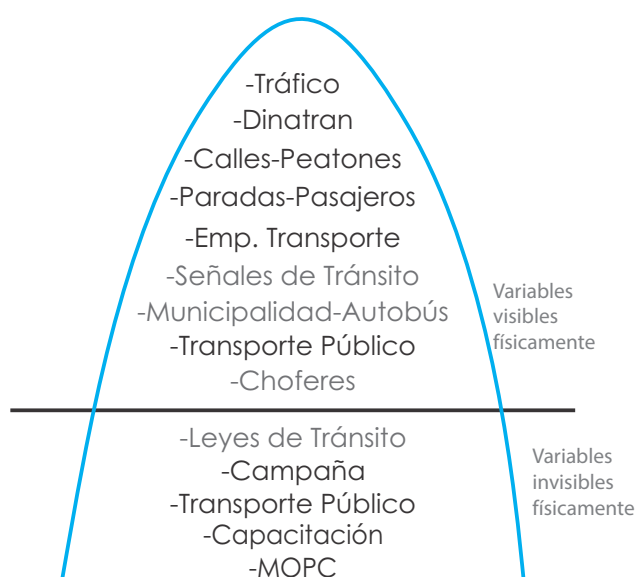 -Tráfico
-Dinatran
-Calles-Peatones
-Paradas-Pasajeros
-Emp. Transporte
-Señales de Tránsito
-Municipalidad-Autobús
-Transporte Público
-Choferes
Variables
visibles
físicamente
-Leyes de Tránsito
-Campaña
-Transporte Público
-Capacitación
-MOPC
Variables
invisibles
físicamente